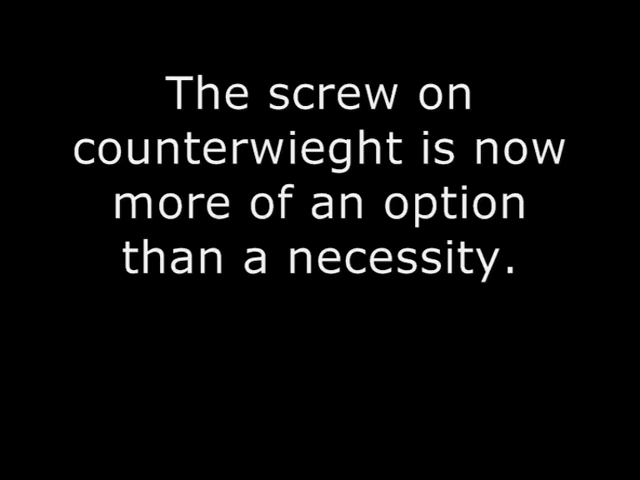 The screw on
counterwieght is now
more of an option
than a necessity.